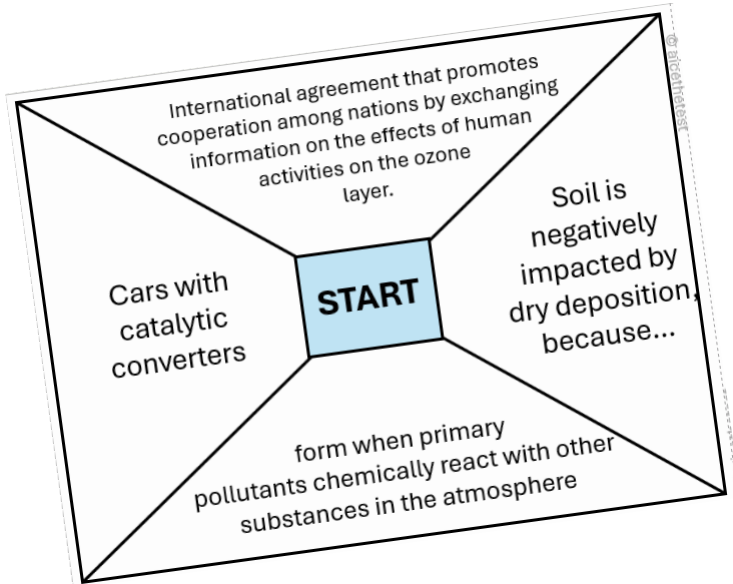 International agreement that promotes
cooperation among nations by exchanging
information on the effects of human
activities on the ozone
layer.
Cars with
catalytic
converters
START
Soil is
negatively
impacted by
dry deposition,
because...
form when primary
pollutants chemically react with other
substances in the atmosphere
© aicethetest